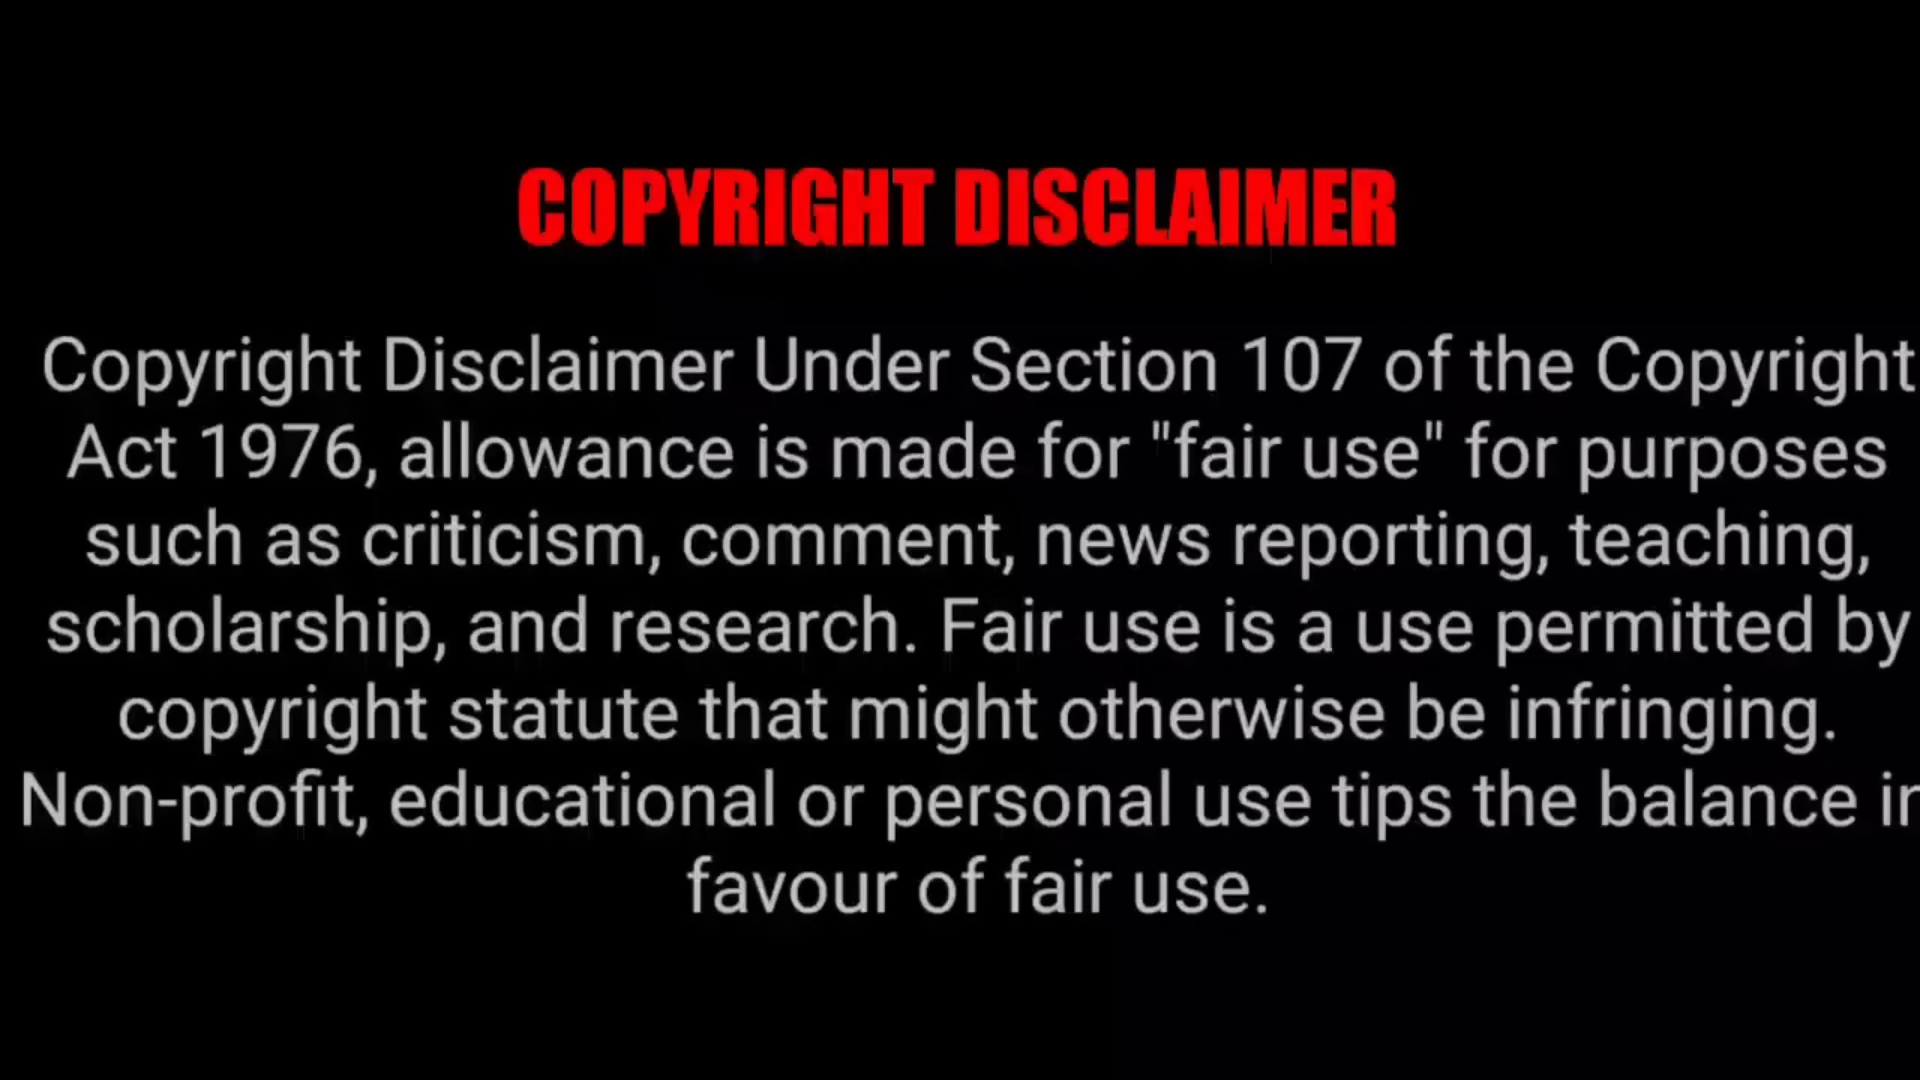 COPYRIGHT DISCLAIMER
Copyright Disclaimer Under Section 107 of the Copyright
Act 1976, allowance is made for "fair use" for purposes
such as criticism, comment, news reporting, teaching,
scholarship, and research. Fair use is a use permitted by
copyright statute that might otherwise be infringing.
Non-profit, educational or personal use tips the balance in
favour of fair use.